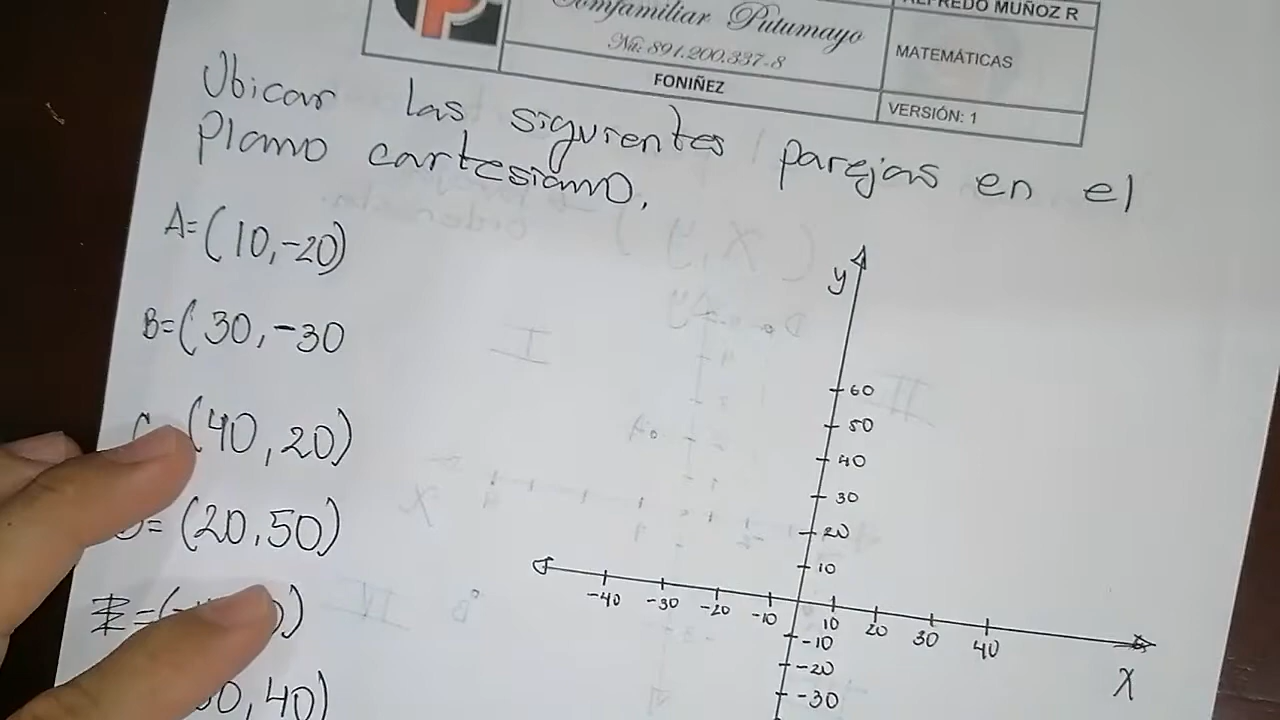 ALFREDO MUÑOZ R
Comfamiliar Putumayo
Nit: 891.200.337-8
MATEMÁTICAS
FONIÑEZ
VERSIÓN: 1
Ubicar las siguientes parejas en el
Plano cartesiano.
A=(10,-20)
B=(30,-30
(40,20)
= (20,50)
0,40)
y
60
50
40
30
20
10
-40 -30 -20 -10 10 20 30 40
-10
-20
-30
X